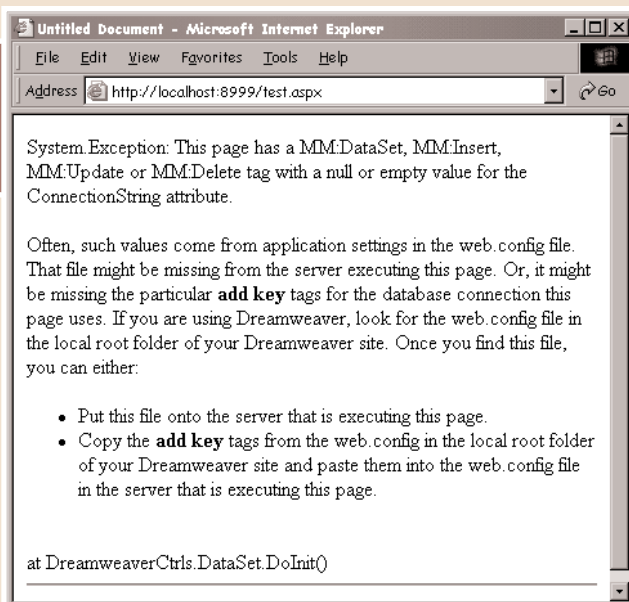 Untitled Document - Microsoft Internet Explorer
File Edit View Favorites Tools Help
Address http://localhost:8999/test.aspx Go
System.Exception: This page has a MM:DataSet, MM:Insert,
MM:Update or MM:Delete tag with a null or empty value for the
ConnectionString attribute.
Often, such values come from application settings in the web.config file.
That file might be missing from the server executing this page. Or, it might
be missing the particular add key tags for the database connection this
page uses. If you are using Dreamweaver, look for the web.config file in
the local root folder of your Dreamweaver site. Once you find this file,
you can either:
• Put this file onto the server that is executing this page.
• Copy the add key tags from the web.config in the local root folder
of your Dreamweaver site and paste them into the web.config file
in the server that is executing this page.
at DreamweaverCtrls.DataSet.DoInit()